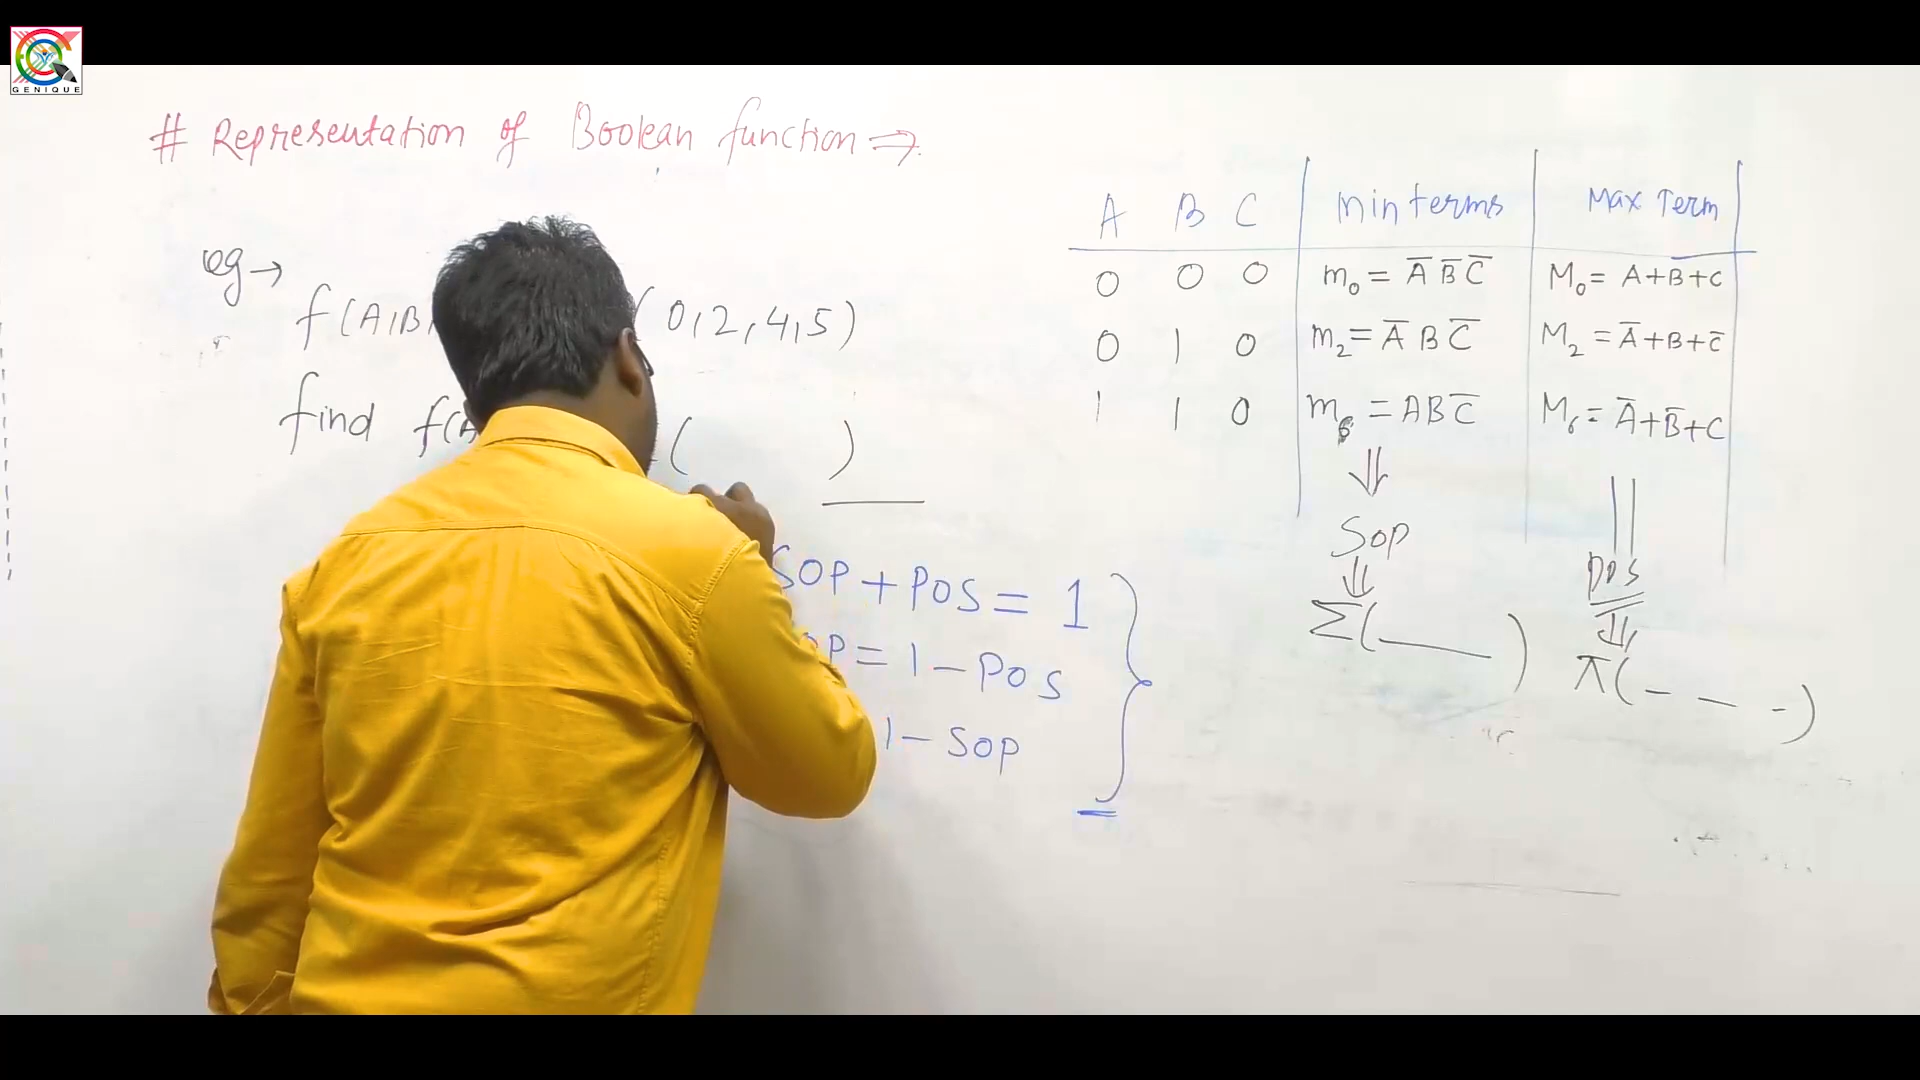 GENIQUE
# Representation of Boolean function ⇒
eg →
f(A,B, ( 0,2,4,5)
find f(A ( )
SOP + POS = 1
OP = 1 - POS
1 - SOP
A B C Minterms Max Term
0 0 0 m₀ = A̅ B̅ C̅ M₀ = A+B+C
0 1 0 m₂ = A̅ B C̅ M₂ = A̅+B+C̅
1 1 0 m₆ = A B C̅ M₆ = A̅+B̅+C
⇓
SOP
⇓
Σ(___)
POS
⇓
π(_ _ -)